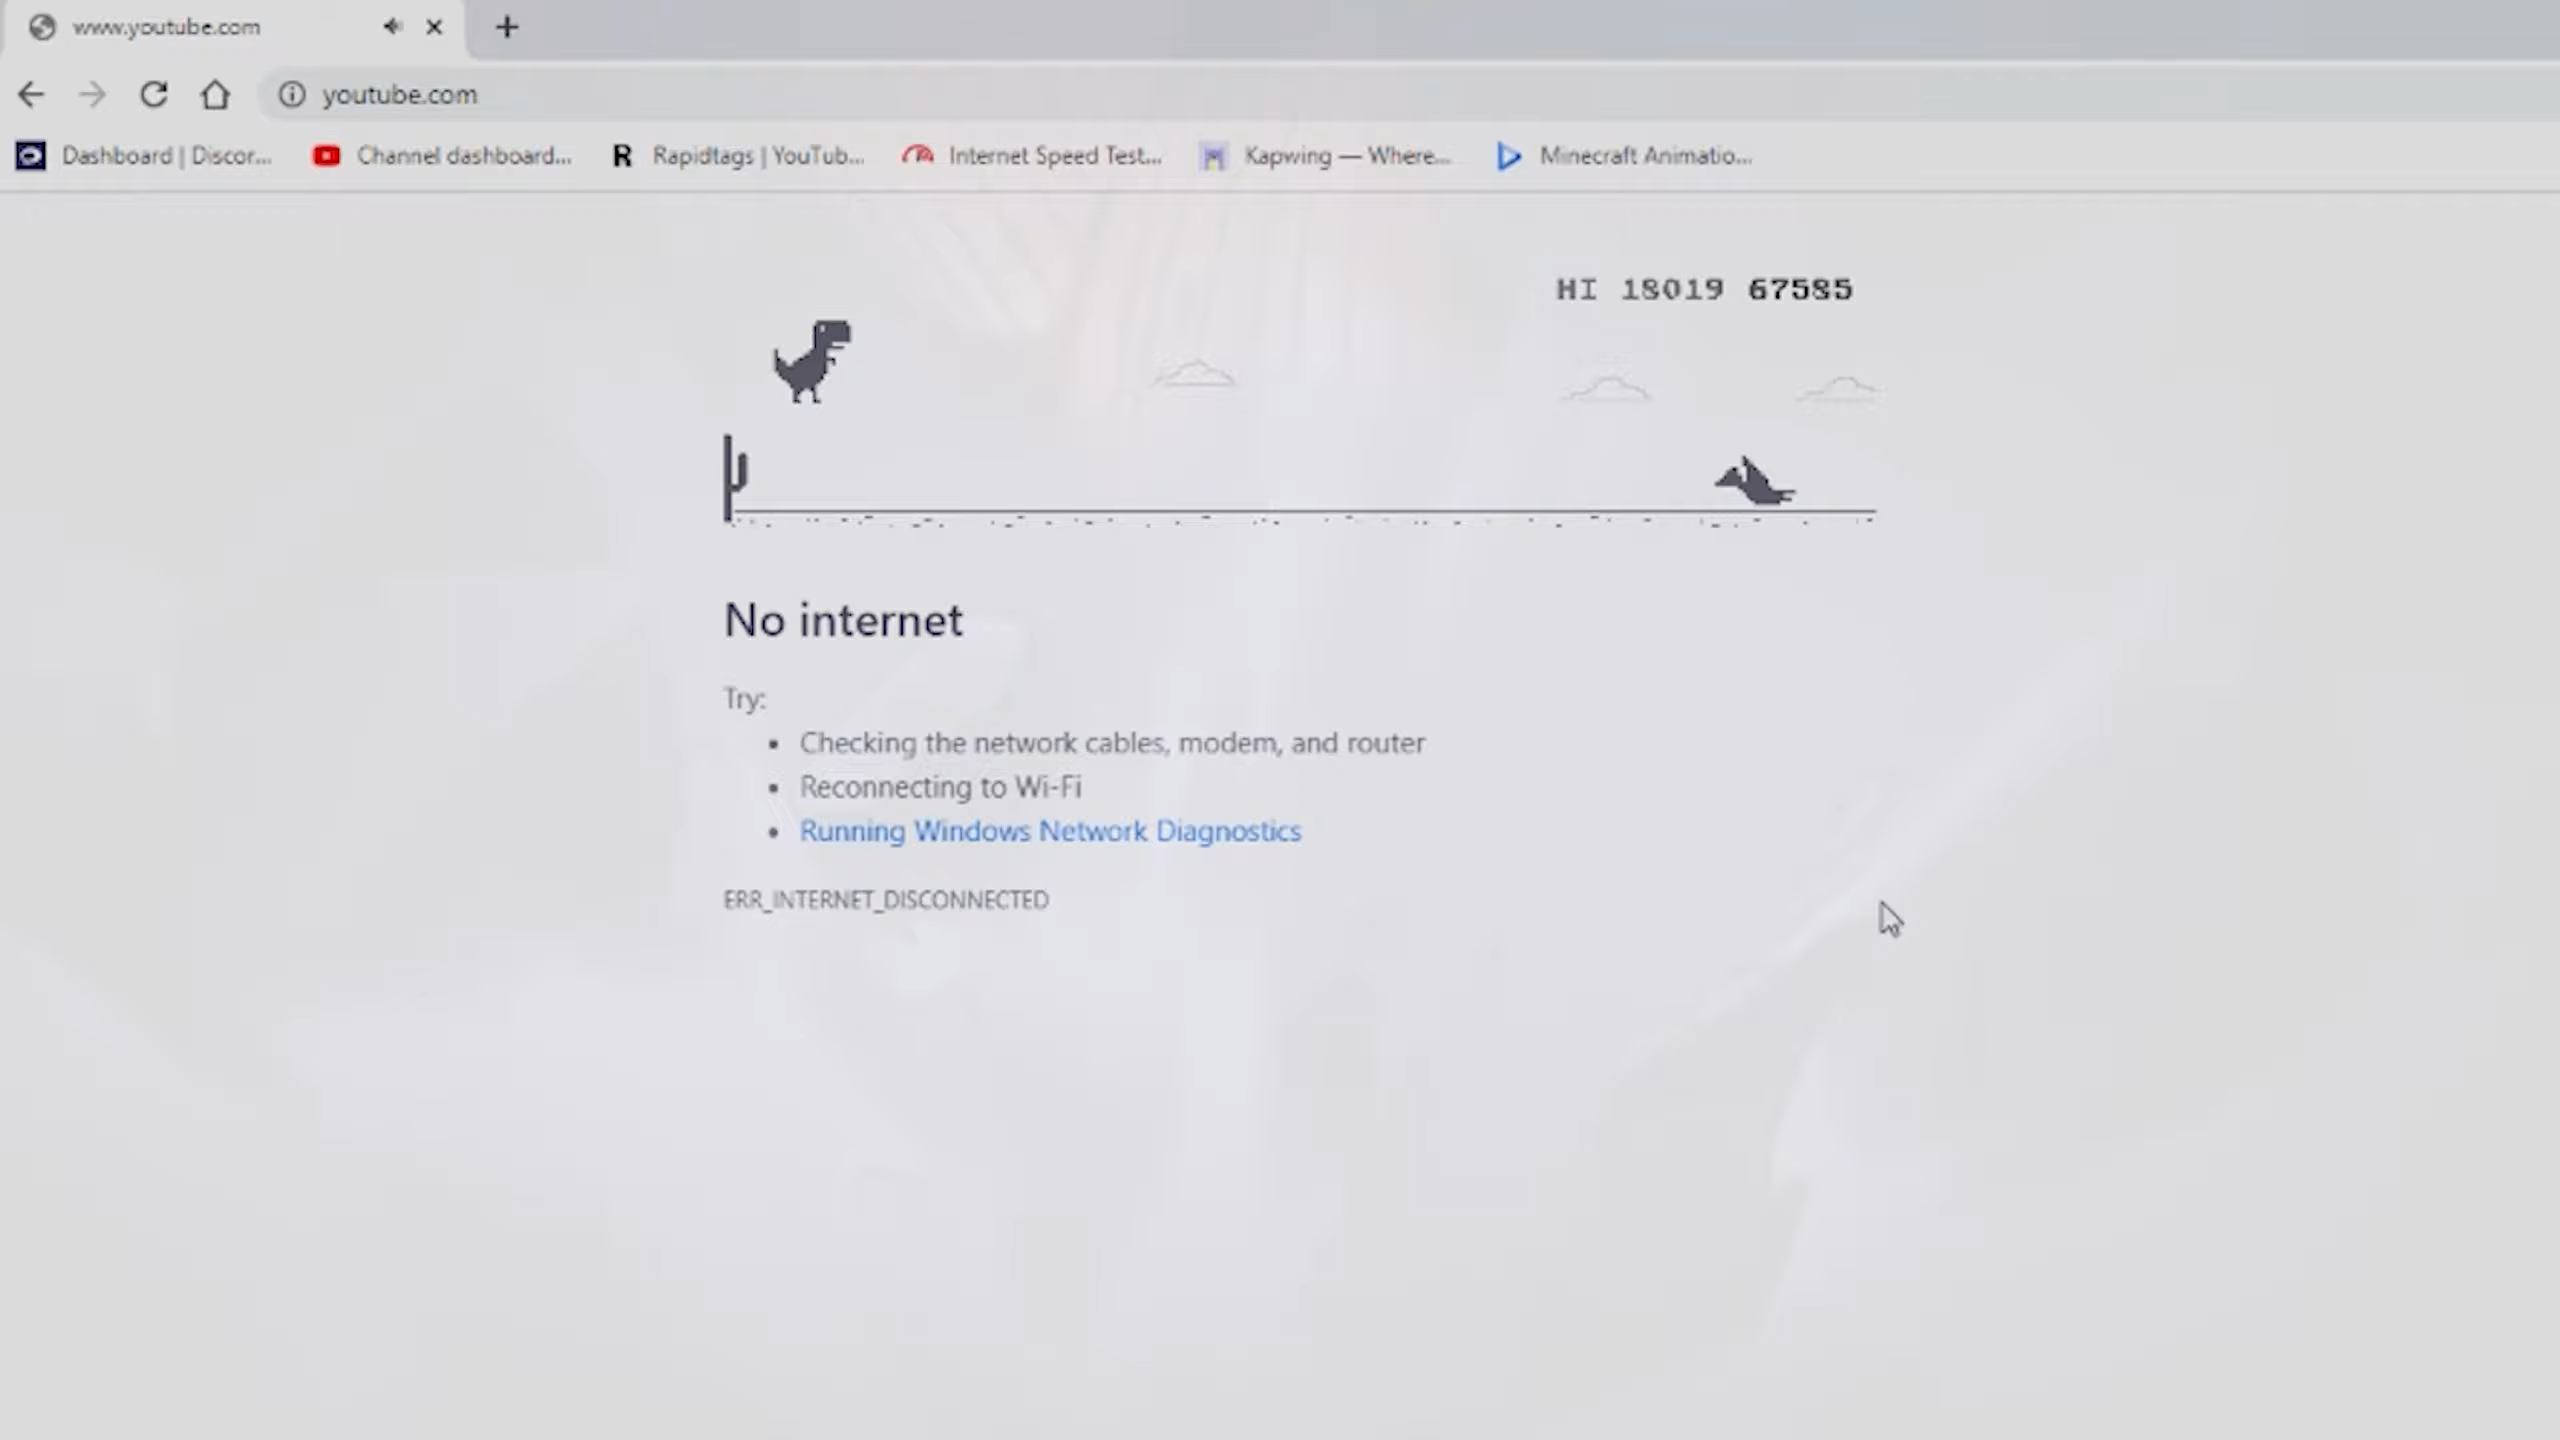 www.youtube.com
youtube.com
Dashboard | Discor...
Channel dashboard...
Rapidtags | YouTub...
Internet Speed Test...
Kapwing — Where...
Minecraft Animatio...
HI 18019 67585
No internet
Try:
Checking the network cables, modem, and router
Reconnecting to Wi-Fi
Running Windows Network Diagnostics
ERR_INTERNET_DISCONNECTED